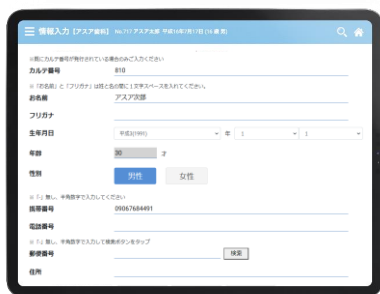 情報入力【アスア歯科】 No.717 アスア太郎 平成16年7月17日 (16 歳 男)
※既にカルテ番号が発行されている場合のみご入力ください
カルテ番号 810
※「お名前」と「フリガナ」は姓と名の間に1文字スペースを入れてください。
お名前 アスア次郎
フリガナ
生年月日 平成3(1991) 年 1 1
年齢 30 才
性別 男性 女性
※「-」無し、半角数字で入力してください
携帯番号 09067684491
電話番号
※「-」無し、半角数字で入力して検索ボタンをタップ
郵便番号 検索
住所